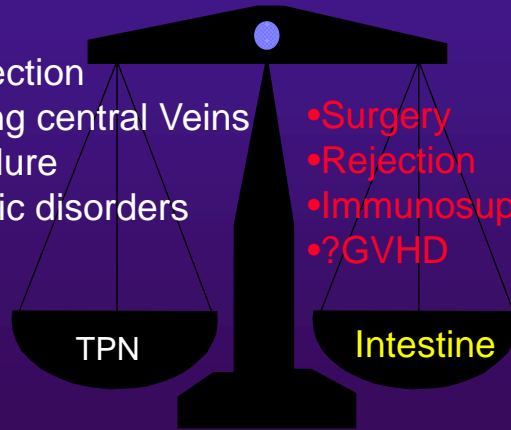 ection
ng central Veins
lure
ic disorders
•Surgery
•Rejection
•Immunosup
•?GVHD
TPN
Intestine